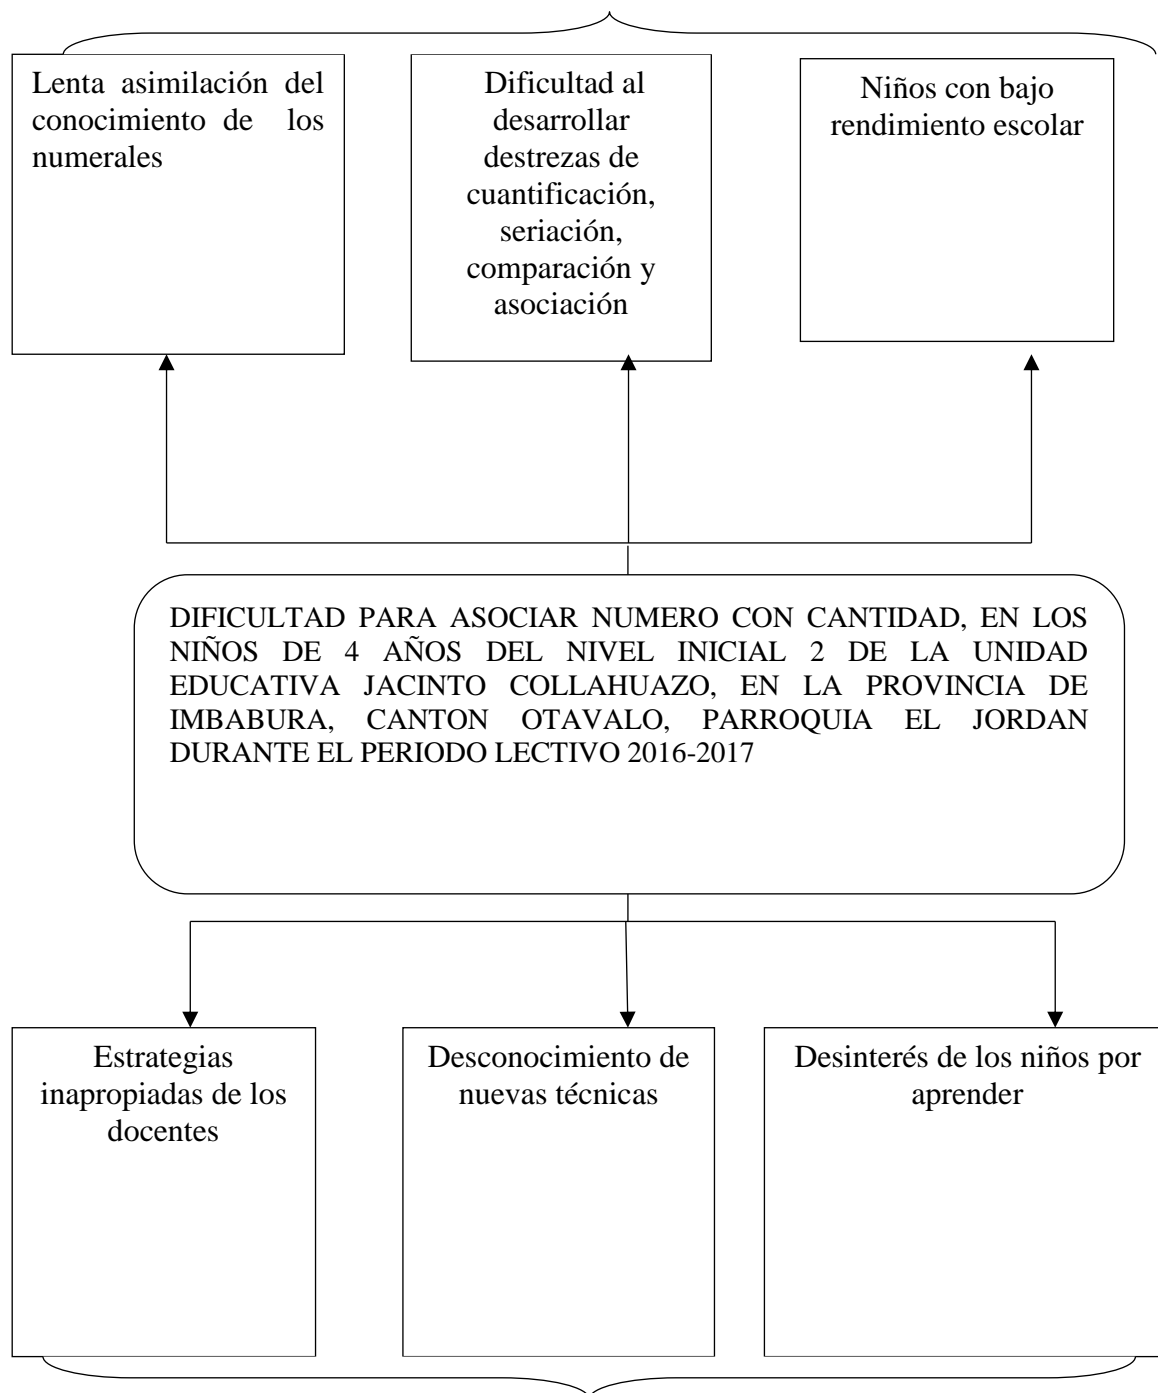 Lenta asimilación del
conocimiento de los
numerales
Dificultad al
desarrollar
destrezas de
cuantificación,
seriación,
comparación y
asociación
Niños con bajo
rendimiento escolar
DIFICULTAD PARA ASOCIAR NUMERO CON CANTIDAD, EN LOS
NIÑOS DE 4 AÑOS DEL NIVEL INICIAL 2 DE LA UNIDAD
EDUCATIVA JACINTO COLLAHUAZO, EN LA PROVINCIA DE
IMBABURA, CANTON OTAVALO, PARROQUIA EL JORDAN
DURANTE EL PERIODO LECTIVO 2016-2017
Estrategias
inapropiadas de los
docentes
Desconocimiento de
nuevas técnicas
Desinterés de los niños por
aprender